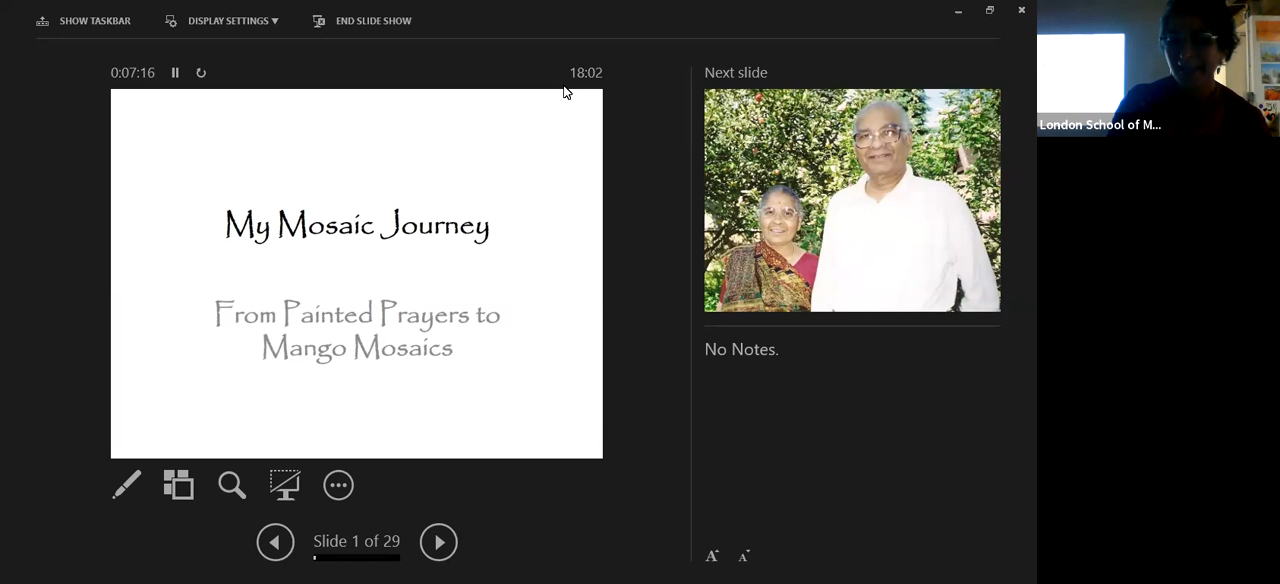 SHOW TASKBAR
DISPLAY SETTINGS ▼
END SLIDE SHOW
0:07:16
18:02
My Mosaic Journey
From Painted Prayers to
Mango Mosaics
Slide 1 of 29
Next slide
No Notes.
A A
London School of M...